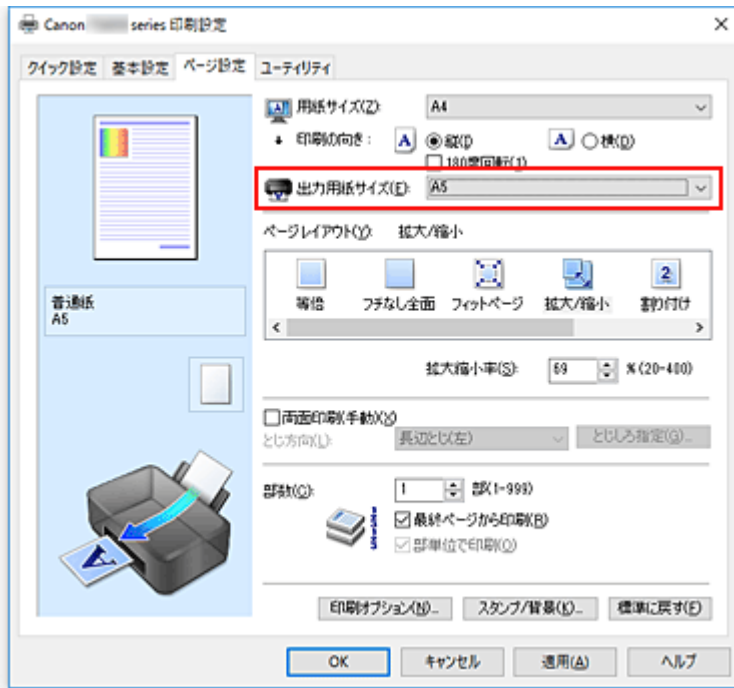 Canon series 印刷設定
クイック設定 基本設定 ページ設定 ユーティリティ
用紙サイズ(Z): A4
印刷の向き: A 縦(I) A 横(D)
180度回転(1)
出力用紙サイズ(E): A5
ページレイアウト(Y): 拡大/縮小
等倍 フチなし全面 フィットページ 拡大/縮小 割り付け
普通紙
A5
拡大縮小率(S): 69 % (20-400)
両面印刷(手動)(X)
とじ方向(L): 長辺とじ(左) とじしろ指定(G)...
部数(C): 1 部(1-999)
最終ページから印刷(R)
部単位で印刷(O)
印刷オプション(N)... スタンプ/背景(K)... 標準に戻す(F)
OK キャンセル 適用(A) ヘルプ